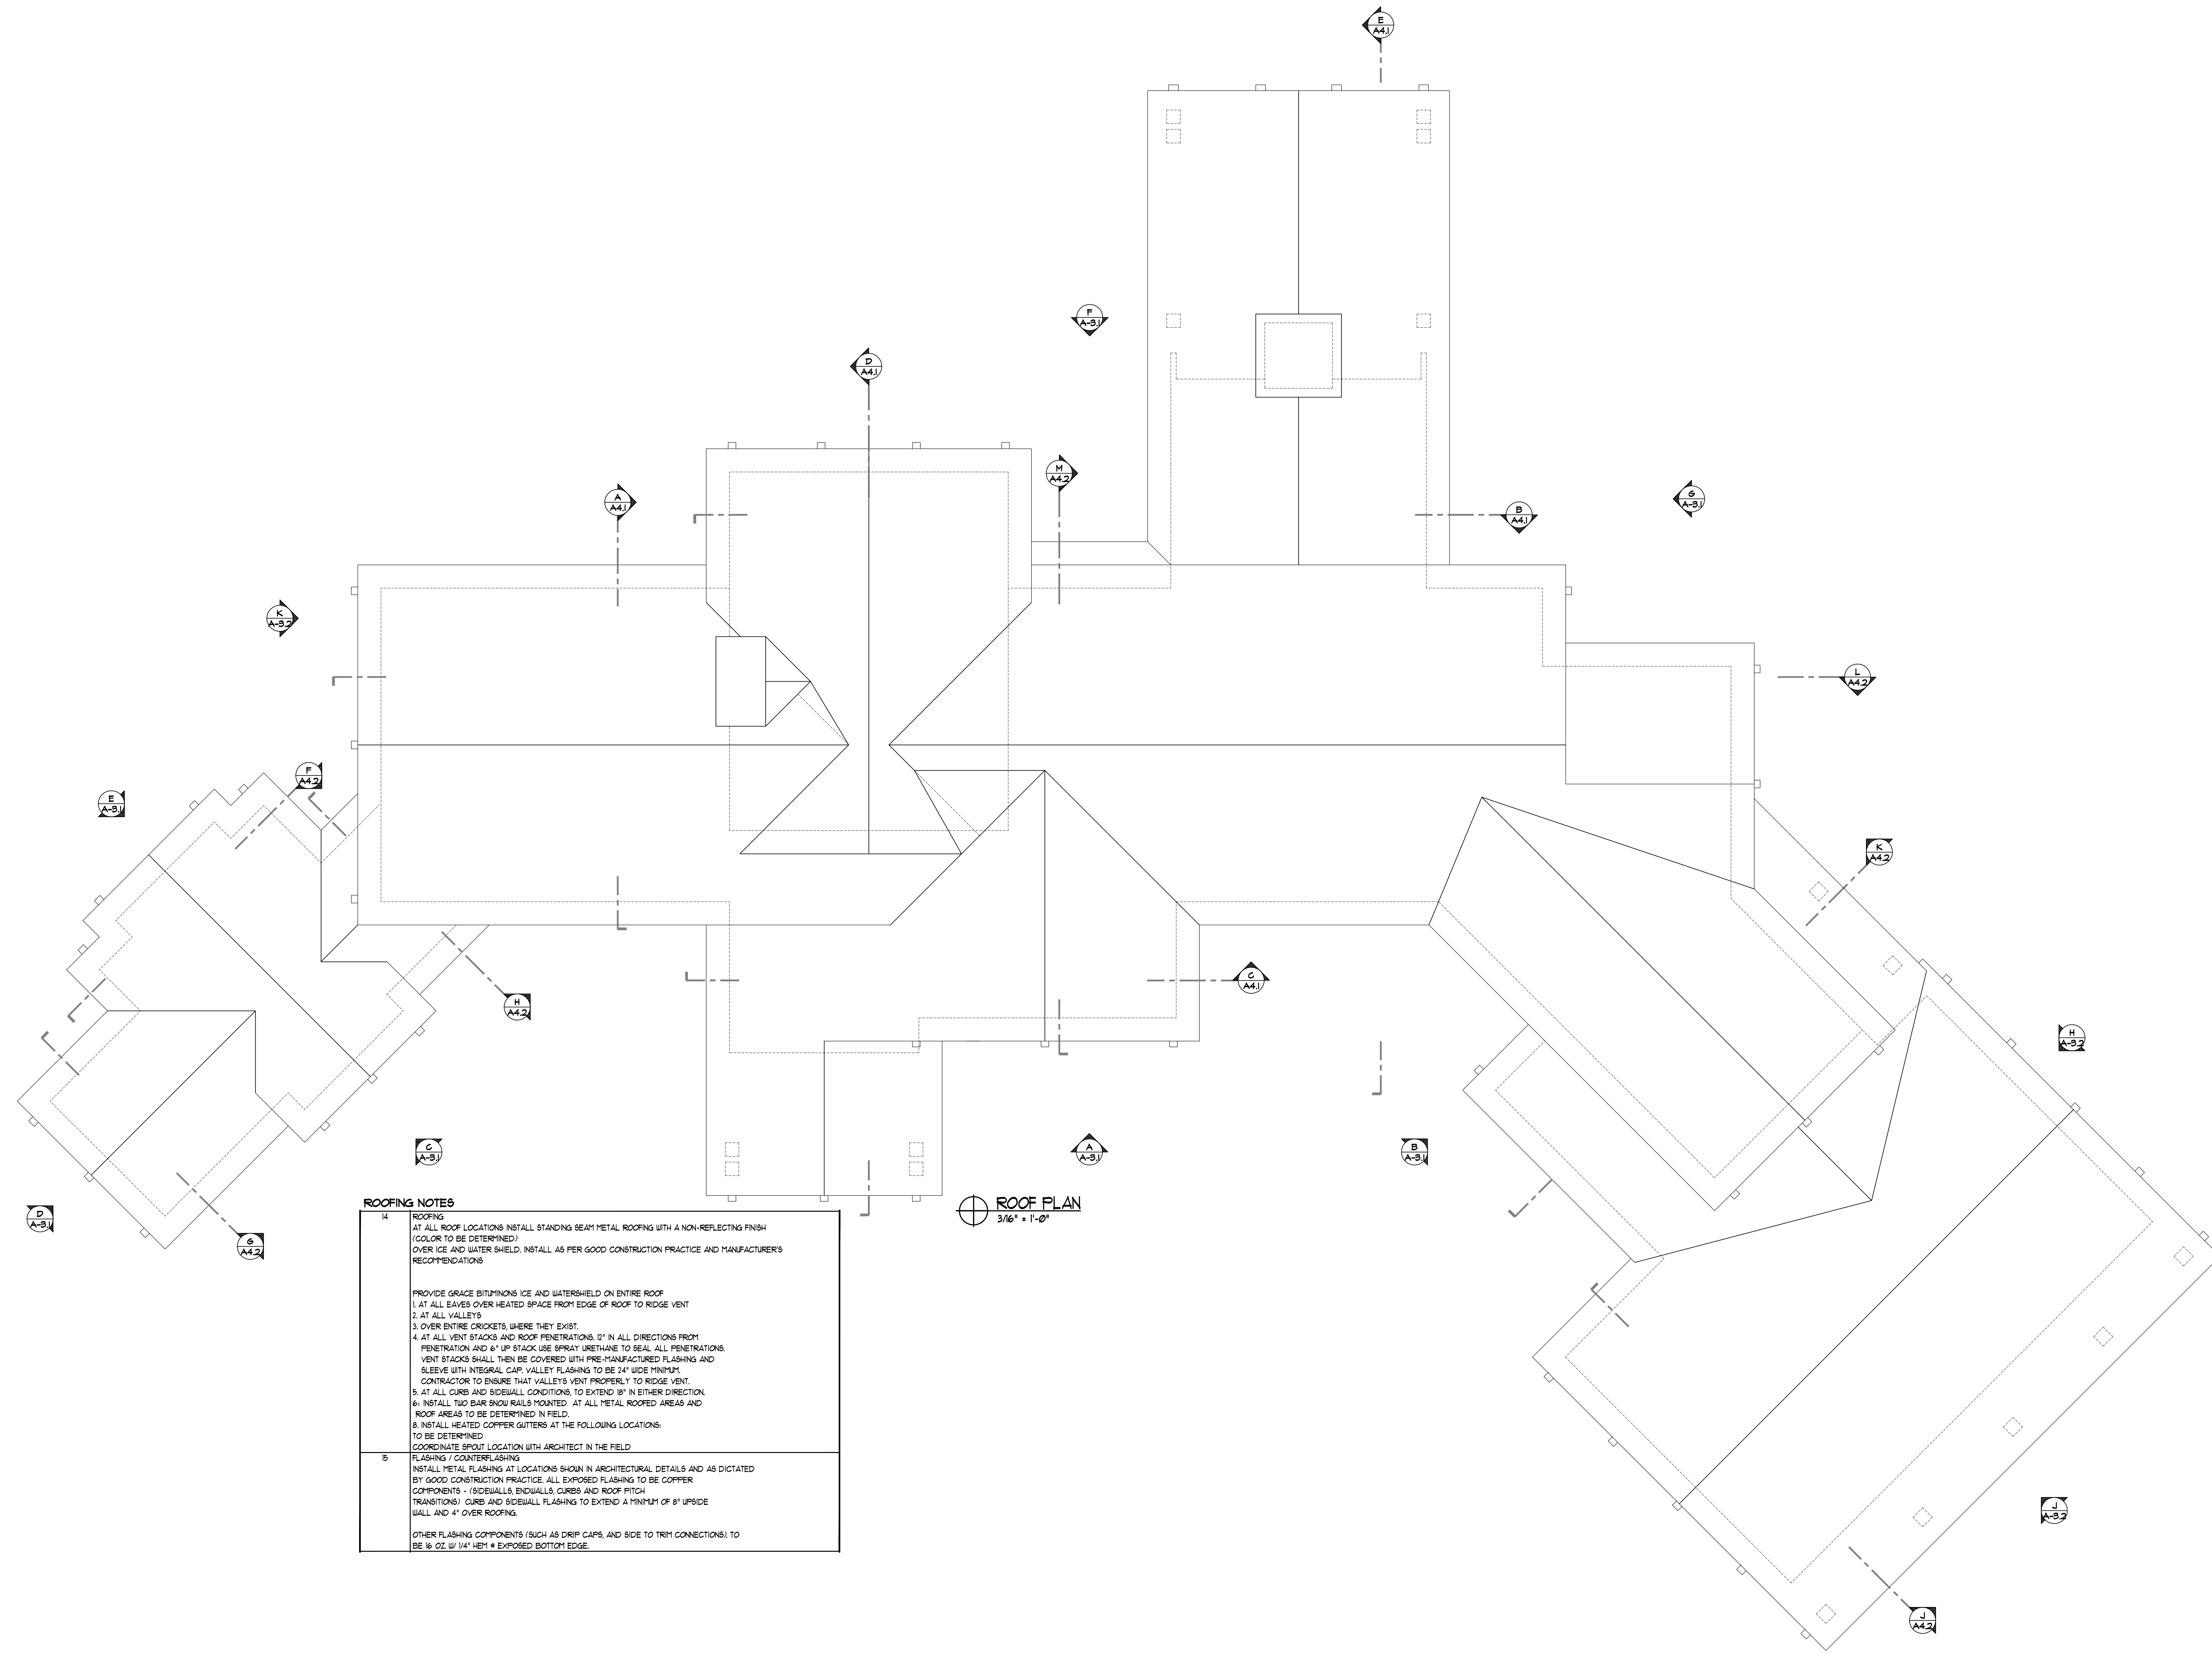 E
A4.1
F
A-3.1
D
A4.1
M
A4.2
A
A4.1
G
A-3.1
B
A4.1
K
A-3.2
L
A4.2
F
A4.2
E
A-3.1
K
A4.2
C
A4.1
H
A4.2
H
A-3.2
C
A-3.1
A
A-3.1
B
A-3.1
D
A-3.1
G
A4.2
J
A-3.2
J
A4.2
ROOF PLAN
3/16" = 1'-0"
ROOFING NOTES
14 ROOFING
AT ALL ROOF LOCATIONS INSTALL STANDING SEAM METAL ROOFING WITH A NON-REFLECTING FINISH
(COLOR TO BE DETERMINED)
OVER ICE AND WATER SHIELD. INSTALL AS PER GOOD CONSTRUCTION PRACTICE AND MANUFACTURER'S
RECOMMENDATIONS
PROVIDE GRACE BITUMINONS ICE AND WATERSHIELD ON ENTIRE ROOF
1. AT ALL EAVES OVER HEATED SPACE FROM EDGE OF ROOF TO RIDGE VENT
2. AT ALL VALLEYS
3. OVER ENTIRE CRICKETS, WHERE THEY EXIST.
4. AT ALL VENT STACKS AND ROOF PENETRATIONS. 12" IN ALL DIRECTIONS FROM
PENETRATION AND 6" UP STACK USE SPRAY URETHANE TO SEAL ALL PENETRATIONS.
VENT STACKS SHALL THEN BE COVERED WITH PRE-MANUFACTURED FLASHING AND
SLEEVE WITH INTEGRAL CAP. VALLEY FLASHING TO BE 24" WIDE MINIMUM.
CONTRACTOR TO ENSURE THAT VALLEYS VENT PROPERLY TO RIDGE VENT.
5. AT ALL CURB AND SIDEWALL CONDITIONS, TO EXTEND 18" IN EITHER DIRECTION.
6:: INSTALL TWO BAR SNOW RAILS MOUNTED AT ALL METAL ROOFED AREAS AND
ROOF AREAS TO BE DETERMINED IN FIELD.
8. INSTALL HEATED COPPER GUTTERS AT THE FOLLOWING LOCATIONS:
TO BE DETERMINED
COORDINATE SPOUT LOCATION WITH ARCHITECT IN THE FIELD
15 FLASHING / COUNTERFLASHING
INSTALL METAL FLASHING AT LOCATIONS SHOWN IN ARCHITECTURAL DETAILS AND AS DICTATED
BY GOOD CONSTRUCTION PRACTICE. ALL EXPOSED FLASHING TO BE COPPER
COMPONENTS - (SIDEWALLS, ENDWALLS, CURBS AND ROOF PITCH
TRANSITIONS) CURB AND SIDEWALL FLASHING TO EXTEND A MINIMUM OF 8" UPSIDE
WALL AND 4" OVER ROOFING.
OTHER FLASHING COMPONENTS (SUCH AS DRIP CAPS, AND SIDE TO TRIM CONNECTIONS). TO
BE 16 OZ. W/ 1/4" HEM @ EXPOSED BOTTOM EDGE.